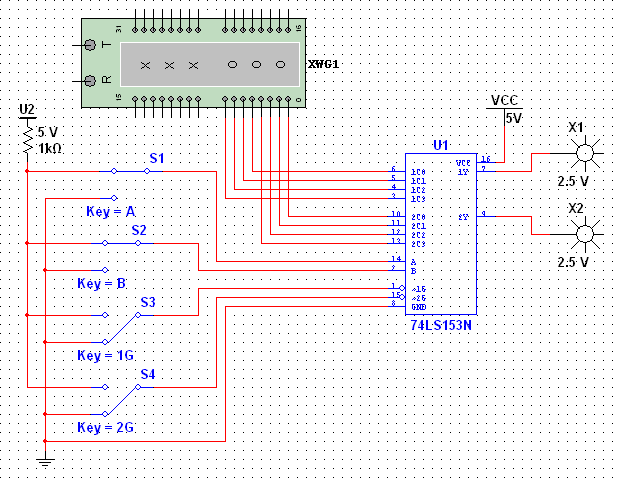 31 16
T
X X X O O O
XWG1
R
15 0
U2
5 V
1kΩ
VCC
5V
U1
X1
2.5 V
X2
2.5 V
S1
Key = A
S2
Key = B
S3
Key = 1G
S4
Key = 2G
6 1C0 VCC 16
5 1C1 1Y 7
4 1C2
3 1C3
10 2C0 2Y 9
11 2C1
12 2C2
13 2C3
14 A
2 B
1 ~1G
15 ~2G
8 GND
74LS153N